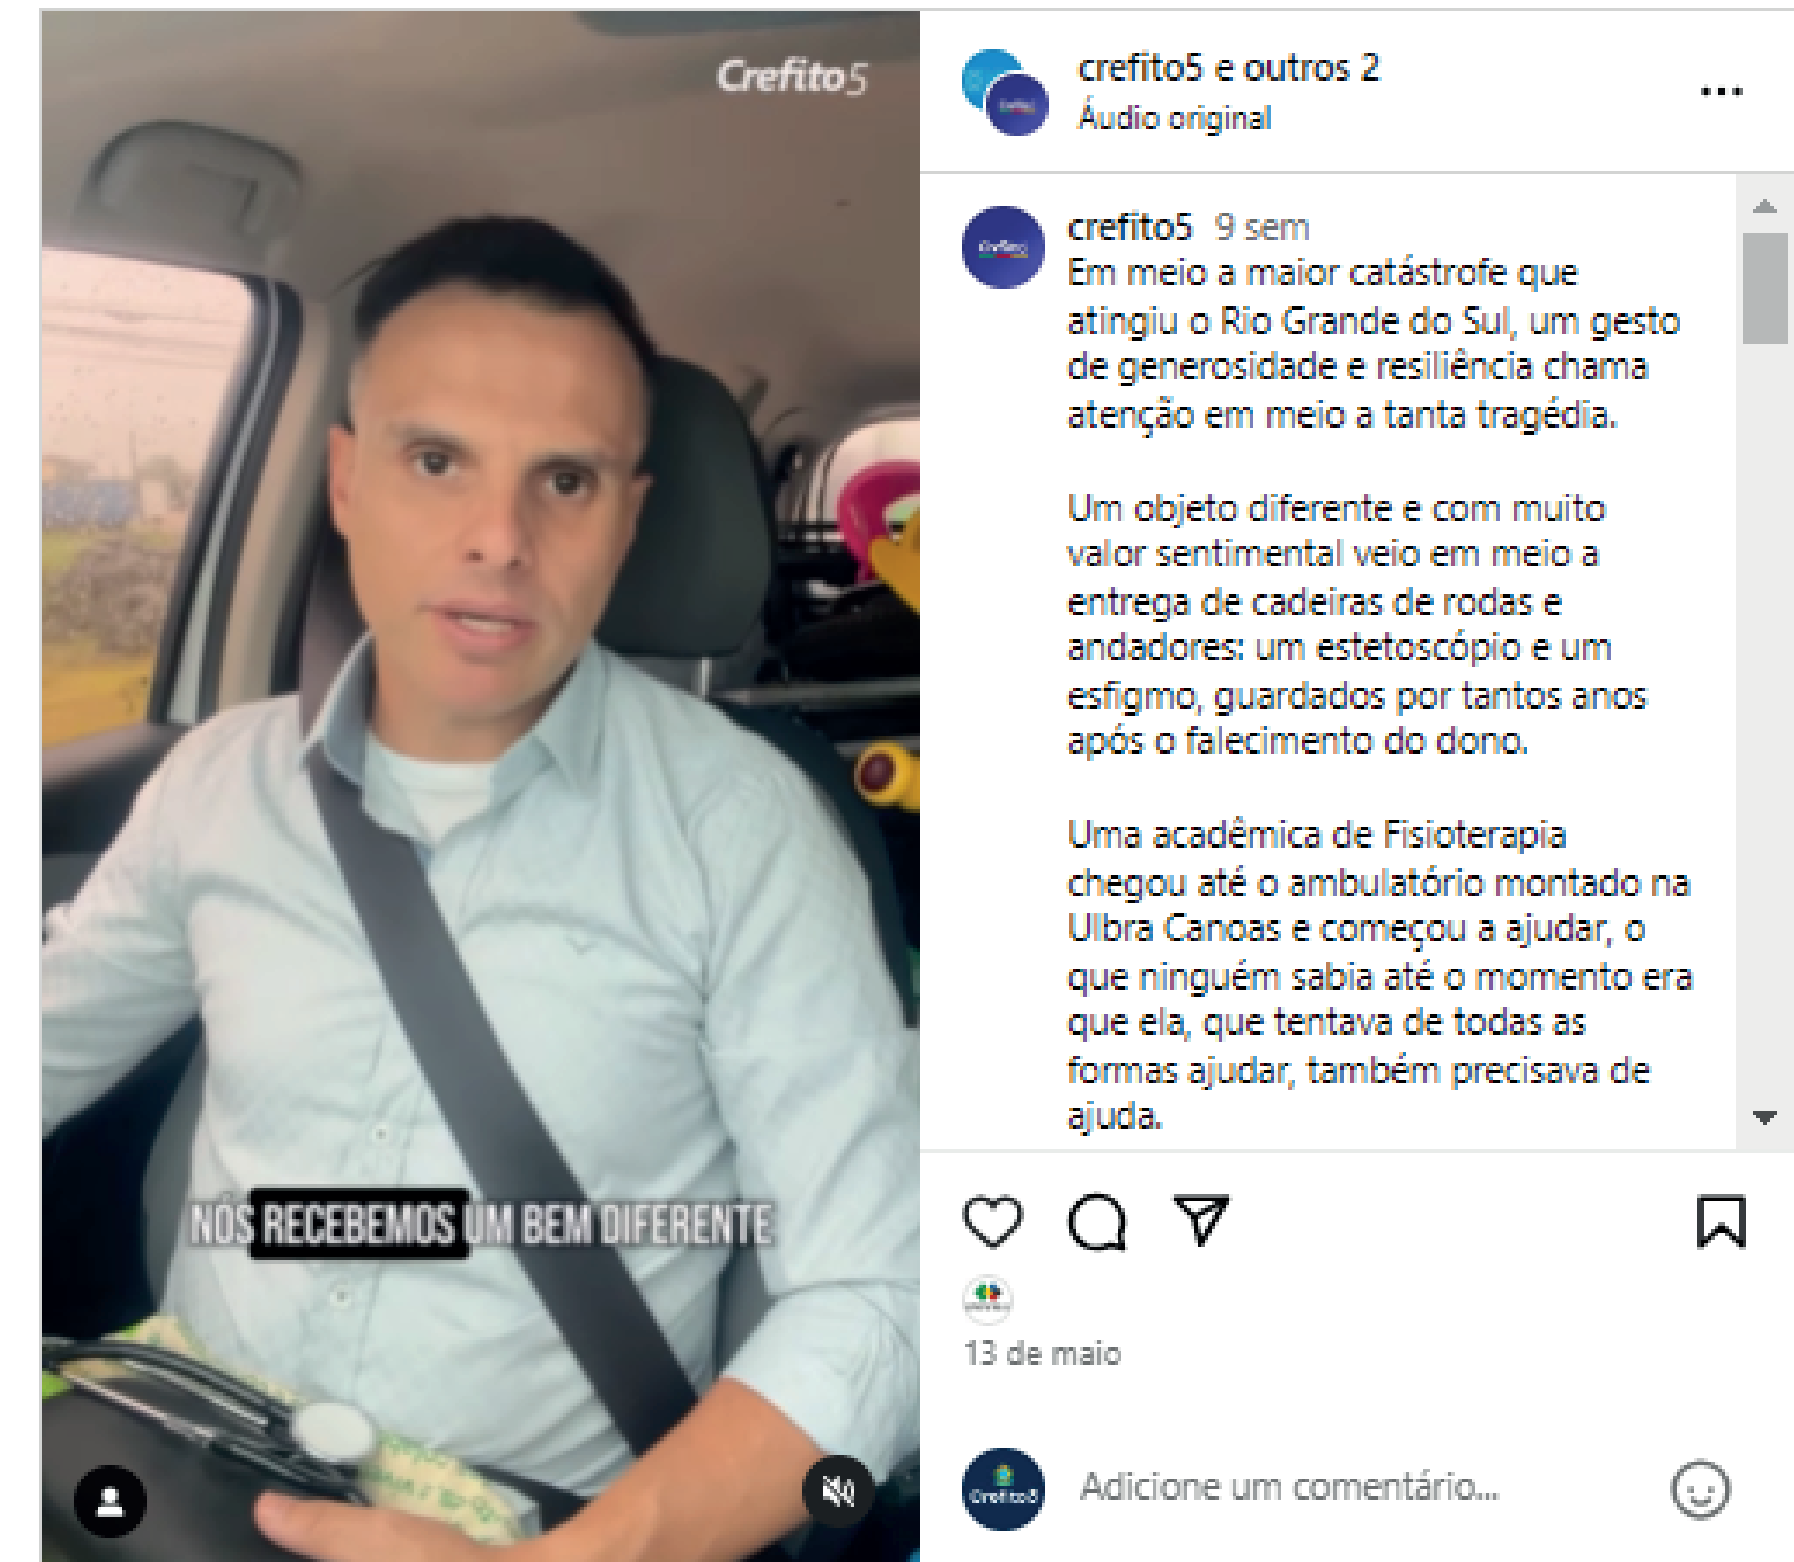 Crefito5
NÓS RECEBEMOS UM BEM DIFERENTE
crefito5 e outros 2
Áudio original
crefito5 9 sem
Em meio a maior catástrofe que
atingiu o Rio Grande do Sul, um gesto
de generosidade e resiliência chama
atenção em meio a tanta tragédia.
Um objeto diferente e com muito
valor sentimental veio em meio a
entrega de cadeiras de rodas e
andadores: um estetoscópio e um
esfigmo, guardados por tantos anos
após o falecimento do dono.
Uma acadêmica de Fisioterapia
chegou até o ambulatório montado na
Ulbra Canoas e começou a ajudar, o
que ninguém sabia até o momento era
que ela, que tentava de todas as
formas ajudar, também precisava de
ajuda.
13 de maio
Adicione um comentário...